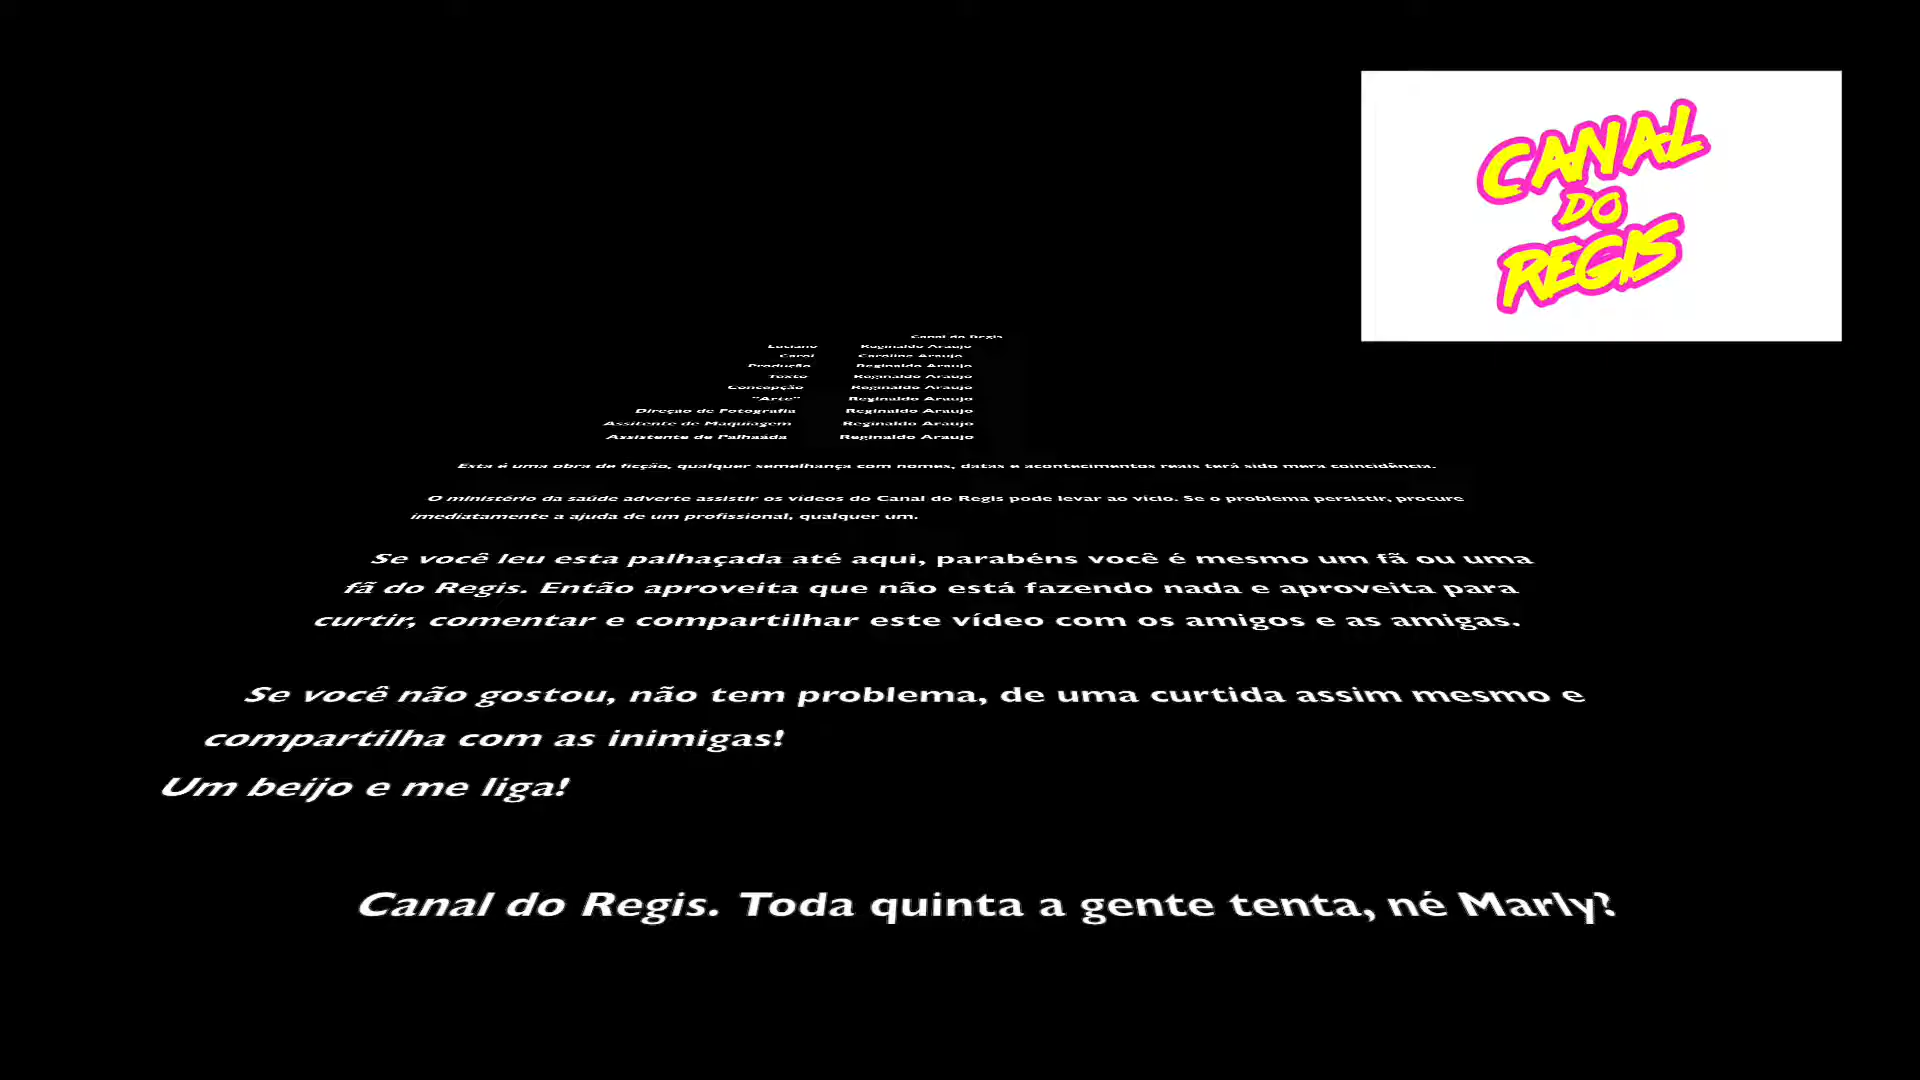 CANAL
DO
REGIS
Canal do Regis
Luciano Reginaldo Araujo
Carol Caroline Araujo
Produção Reginaldo Araujo
Texto Reginaldo Araujo
Concepção Reginaldo Araujo
"Arte" Reginaldo Araujo
Direção de Fotografia Reginaldo Araujo
Assitente de Maquiagem Reginaldo Araujo
Assistente de Palhaada Reginaldo Araujo
Esta é uma obra de ficção, qualquer semelhança com nomes, datas e acontecimentos reais terá sido mera coincidência.
O ministério da saúde adverte assistir os vídeos do Canal do Regis pode levar ao vício. Se o problema persistir, procure
imediatamente a ajuda de um profissional, qualquer um.
Se você leu esta palhaçada até aqui, parabéns você é mesmo um fã ou uma
fã do Regis. Então aproveita que não está fazendo nada e aproveita para
curtir, comentar e compartilhar este vídeo com os amigos e as amigas.
Se você não gostou, não tem problema, de uma curtida assim mesmo e
compartilha com as inimigas!
Um beijo e me liga!
Canal do Regis. Toda quinta a gente tenta, né Marly?